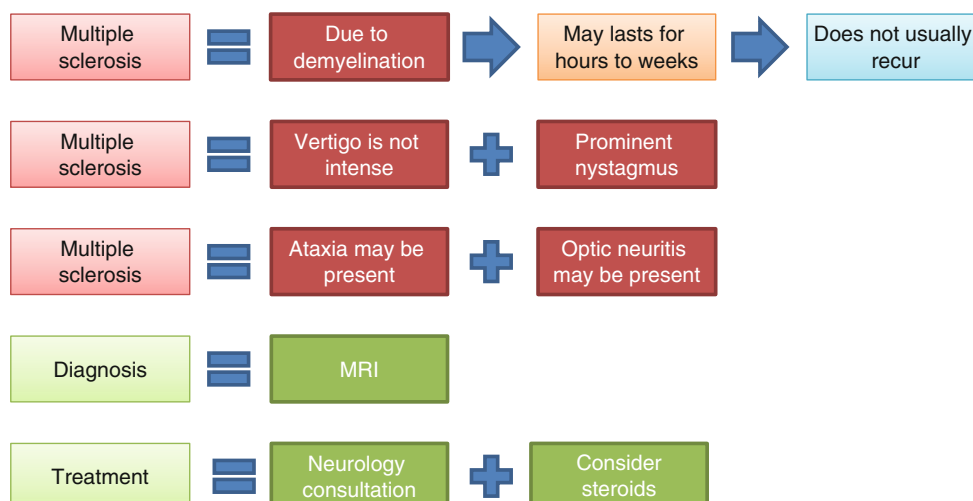 Multiple
sclerosis
Due to
demyelination
May lasts for
hours to weeks
Does not usually
recur
Multiple
sclerosis
Vertigo is not
intense
Prominent
nystagmus
Multiple
sclerosis
Ataxia may be
present
Optic neuritis
may be present
Diagnosis
MRI
Treatment
Neurology
consultation
Consider
steroids